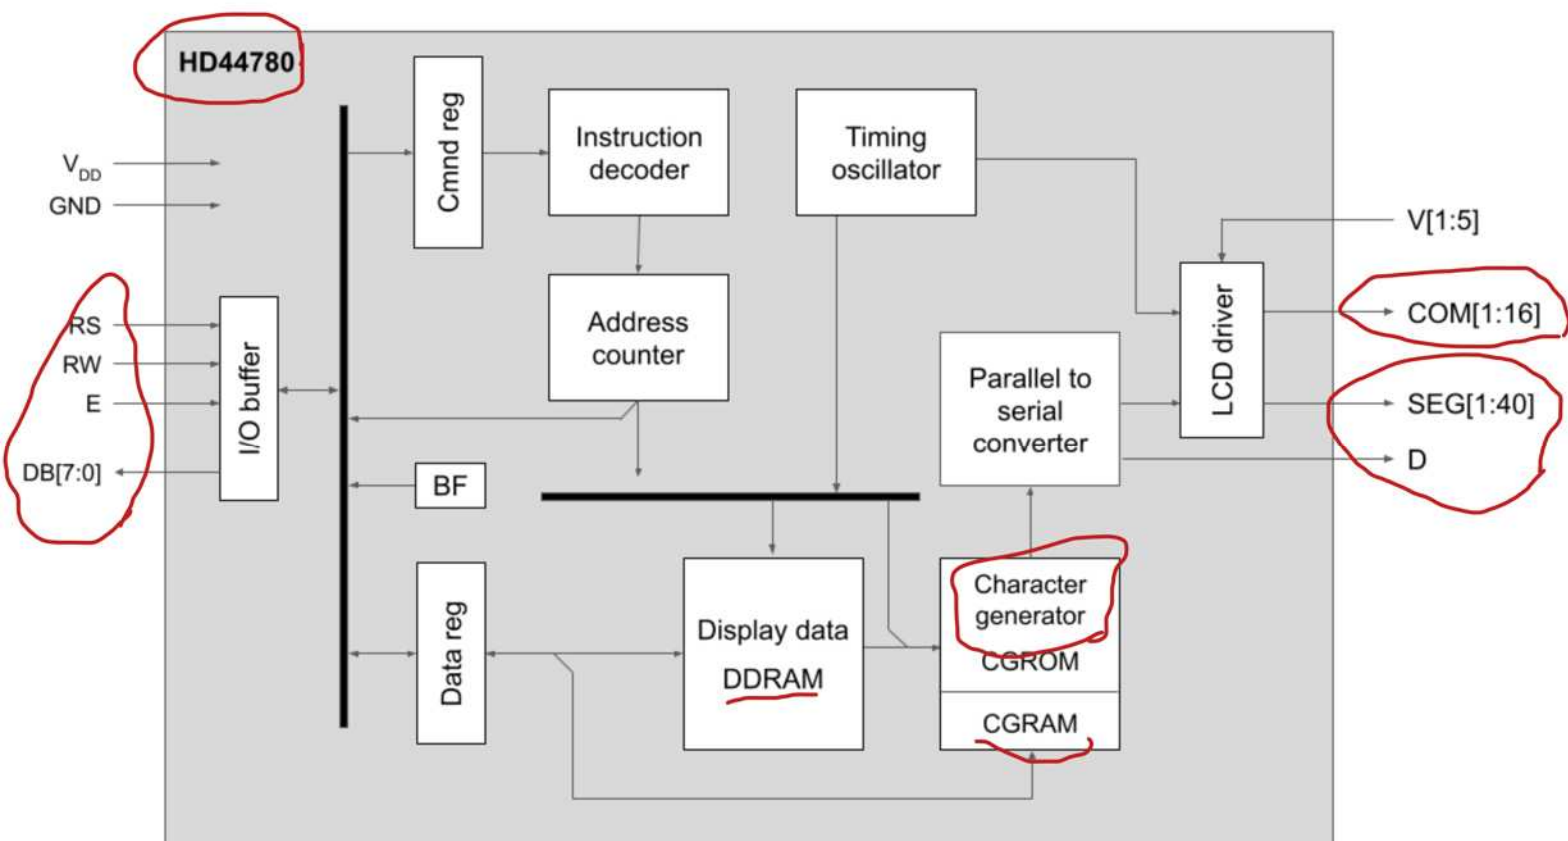 HD44780
V_DD
GND
RS
RW
E
DB[7:0]
I/O buffer
Cmnd reg
Instruction
decoder
Timing
oscillator
Address
counter
BF
Data reg
Display data
DDRAM
Parallel to
serial
converter
Character
generator
CGROM
CGRAM
LCD driver
V[1:5]
COM[1:16]
SEG[1:40]
D